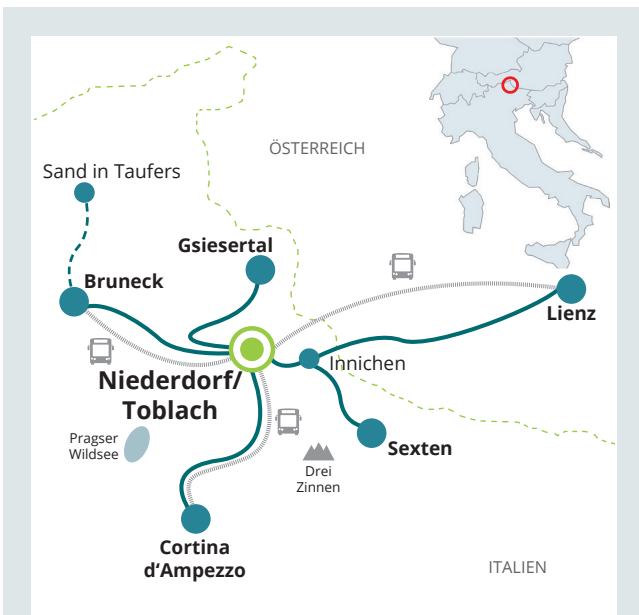 ÖSTERREICH
Sand in Taufers
Gsiesertal
Bruneck
Lienz
Innichen
Niederdorf/
Toblach
Pragser
Wildsee
Sexten
Drei
Zinnen
Cortina
d‘Ampezzo
ITALIEN